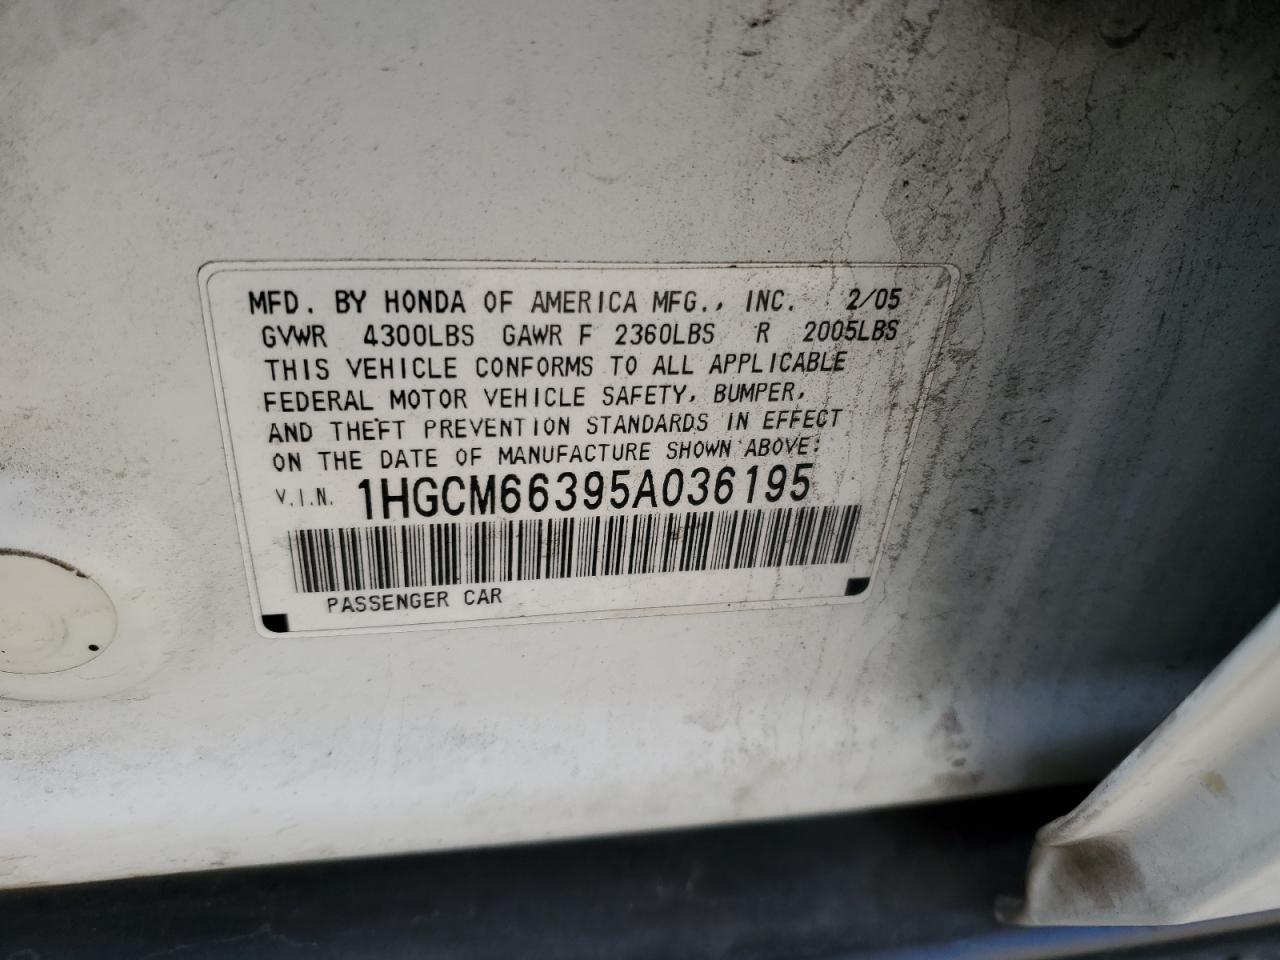 MFD. BY HONDA OF AMERICA MFG., INC. 2/05
GVWR 4300LBS GAWR F 2360LBS R 2005LBS
THIS VEHICLE CONFORMS TO ALL APPLICABLE
FEDERAL MOTOR VEHICLE SAFETY, BUMPER,
AND THEFT PREVENTION STANDARDS IN EFFECT
ON THE DATE OF MANUFACTURE SHOWN ABOVE:
V.I.N. 1HGCM66395A036195
PASSENGER CAR